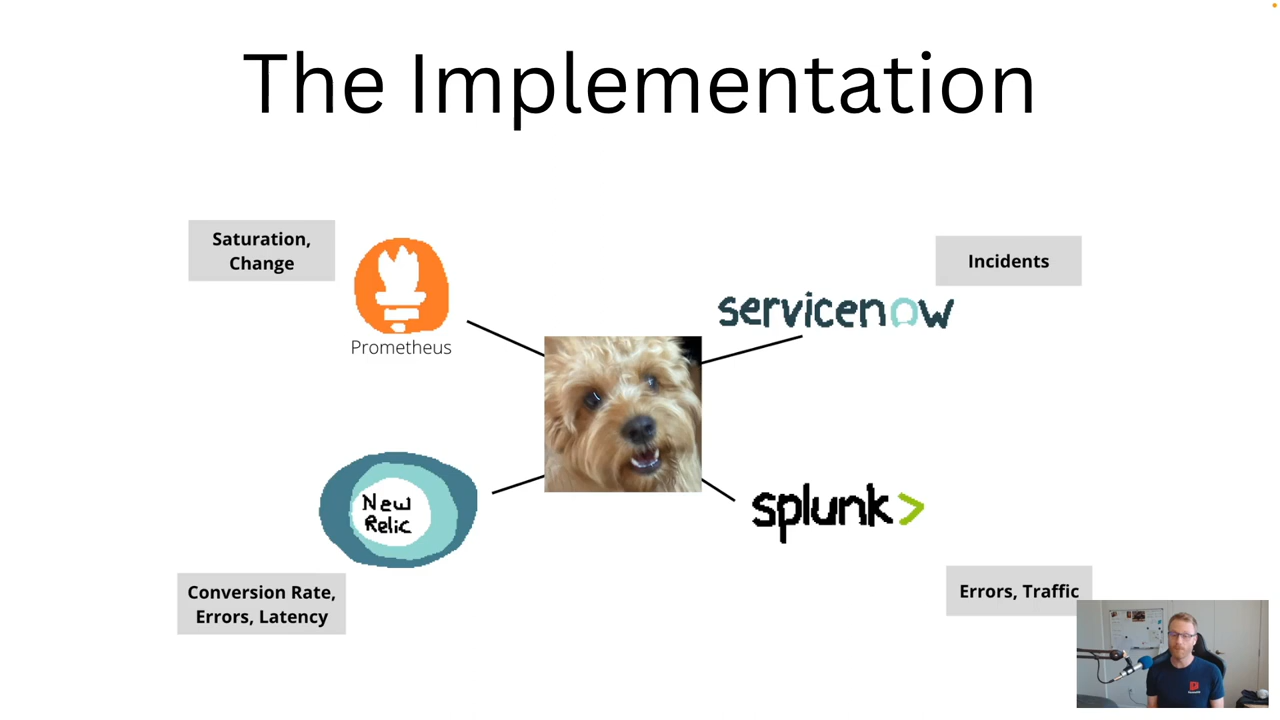 The Implementation
Saturation,
Change
Prometheus
Incidents
servicenow
New
Relic
splunk>
Conversion Rate,
Errors, Latency
Errors, Traffic